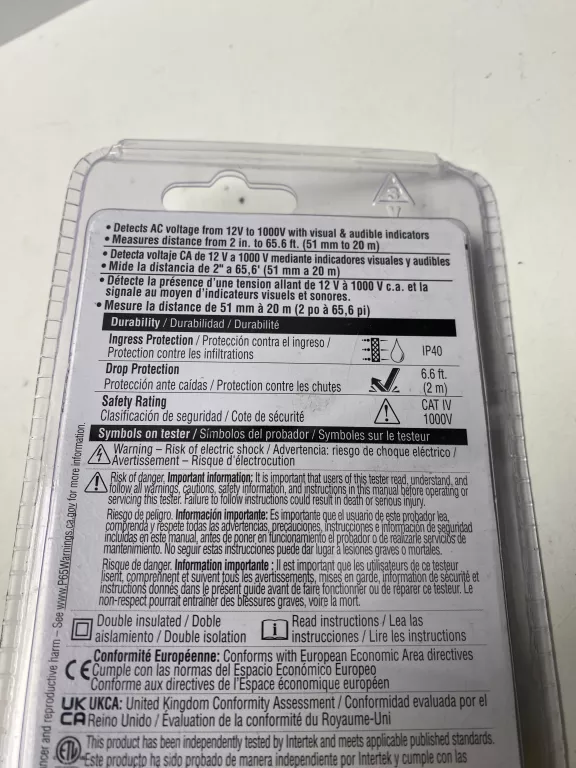 • Detects AC voltage from 12V to 1000V with visual & audible indicators
• Measures distance from 2 in. to 65.6 ft. (51 mm to 20 m)
• Detecta voltaje CA de 12 V a 1000 V mediante indicadores visuales y audibles
• Mide la distancia de 2" a 65,6' (51 mm a 20 m)
• Détecte la présence d'une tension allant de 12 V à 1000 V c.a. et la
signale au moyen d'indicateurs visuels et sonores.
• Mesure la distance de 51 mm à 20 m (2 po à 65,6 pi)
Durability / Durabilidad / Durabilité
Ingress Protection / Protección contra el ingreso /
Protection contre les infiltrations
IP40
Drop Protection
Protección ante caídas / Protection contre les chutes
6.6 ft.
(2 m)
Safety Rating
Clasificación de seguridad / Cote de sécurité
CAT IV
1000V
Symbols on tester / Símbolos del probador / Symboles sur le testeur
Warning – Risk of electric shock / Advertencia: riesgo de choque eléctrico /
Avertissement – Risque d'électrocution
Risk of danger. Important information: It is important that users of this tester read, understand, and
follow all warnings, cautions, safety information, and instructions in this manual before operating or
servicing this tester. Failure to follow instructions could result in death or serious injury.
Riesgo de peligro. Información importante: Es importante que el usuario de este probador lea,
comprenda y respete todas las advertencias, precauciones, instrucciones e información de seguridad
incluidas en este manual, antes de poner en funcionamiento el probador o de realizarle servicios de
mantenimiento. No seguir estas instrucciones puede dar lugar a lesiones graves o mortales.
Risque de danger. Information importante : Il est important que les utilisateurs de ce testeur
lisent, comprennent et suivent tous les avertissements, mises en garde, information de sécurité et
instructions donnés dans le présent guide avant de faire fonctionner ou de réparer ce testeur. Le
non-respect pourrait entraîner des blessures graves, voire la mort.
Double insulated / Doble
aislamiento / Double isolation
Read instructions / Lea las
instrucciones / Lire les instructions
CE
Conformité Européenne: Conforms with European Economic Area directives
Cumple con las normas del Espacio Económico Europeo
Conforme aux directives de l'Espace économique européen
UK
CA
UKCA: United Kingdom Conformity Assessment / Conformidad evaluada por el
Reino Unido / Évaluation de la conformité du Royaume-Uni
ETL
This product has been independently tested by Intertek and meets applicable published standards.
Este producto ha sido probado de manera independiente por Intertek y cumple con las
ncer and reproductive harm – See www.P65Warnings.ca.gov for more information.